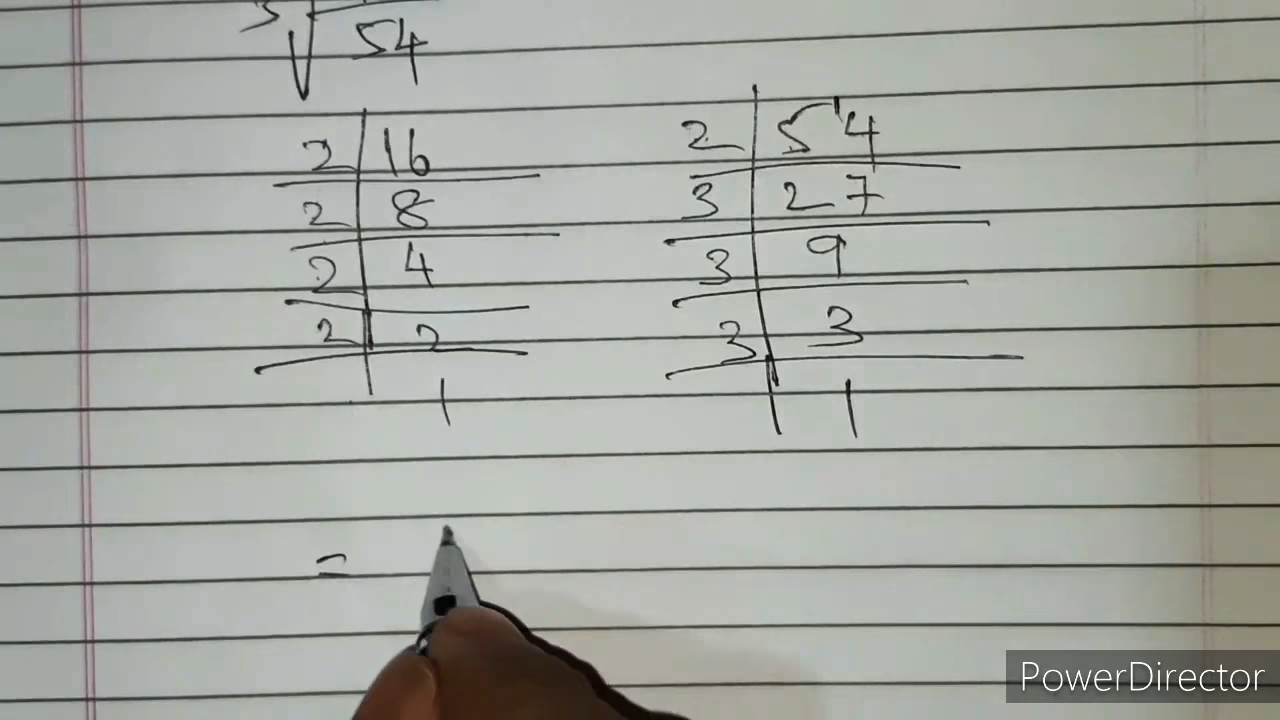 3√54
2 | 16
2 | 8
2 | 4
2 | 2
1
2 | 54
3 | 27
3 | 9
3 | 3
1
=
PowerDirector